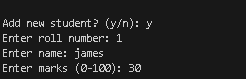 Add new student? (y/n): y
Enter roll number: 1
Enter name: james
Enter marks (0-100): 30